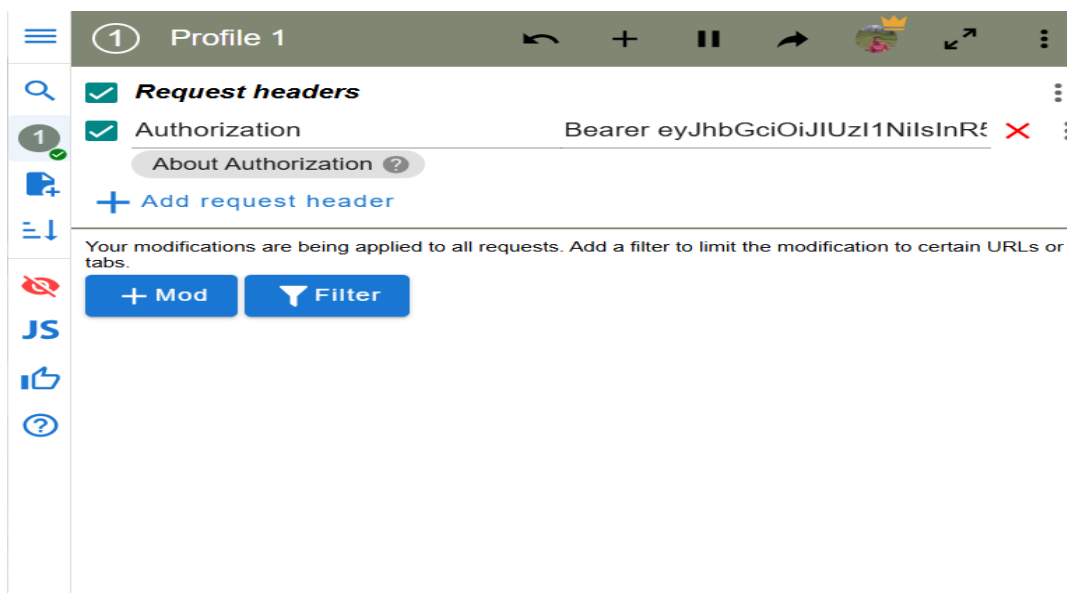 1 Profile 1
Request headers
1
Authorization Bearer eyJhbGciOiJIUzI1NiIsInR5
About Authorization ?
+ Add request header
Your modifications are being applied to all requests. Add a filter to limit the modification to certain URLs or
tabs.
+ Mod Filter
JS
?